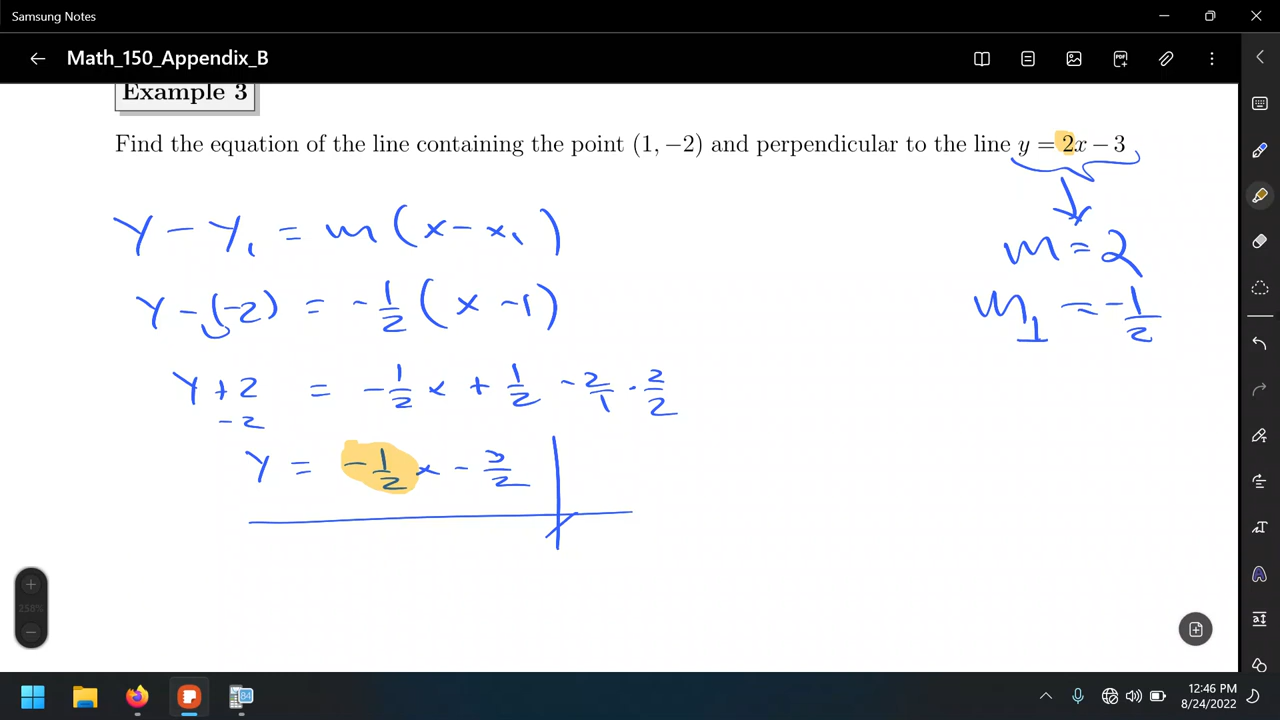 Samsung Notes
Math_150_Appendix_B
Example 3
Find the equation of the line containing the point (1, −2) and perpendicular to the line y = 2x − 3
y − y₁ = m(x − x₁)
m = 2
y − (−2) = −1/2 (x − 1)
m⊥ = −1/2
y + 2 = −1/2 x + 1/2 − 2/1 · 2/2
−2
y = −1/2 x − 3/2
256%
T
12:46 PM
8/24/2022
84